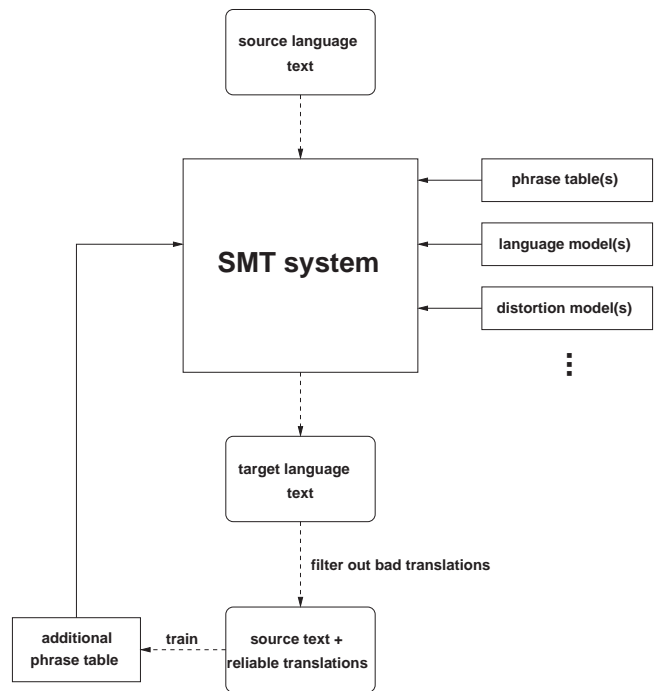 source language
text
phrase table(s)
SMT system
language model(s)
distortion model(s)
target language
text
filter out bad translations
additional
phrase table
train
source text +
reliable translations